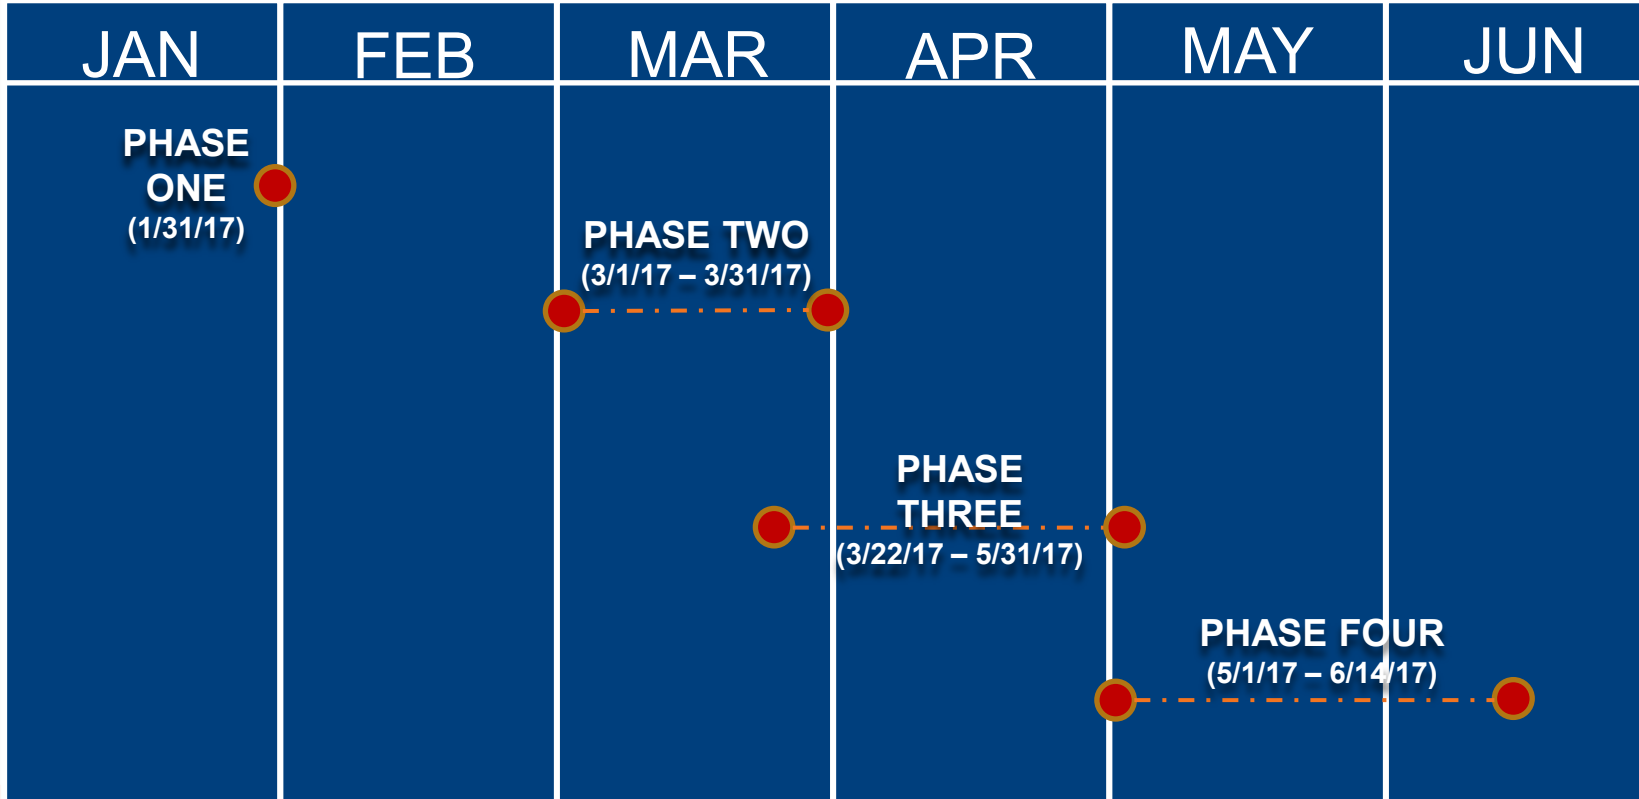 JAN FEB MAR APR MAY JUN
PHASE
ONE
(1/31/17)
PHASE TWO
(3/1/17 – 3/31/17)
PHASE
THREE
(3/22/17 – 5/31/17)
PHASE FOUR
(5/1/17 – 6/14/17)